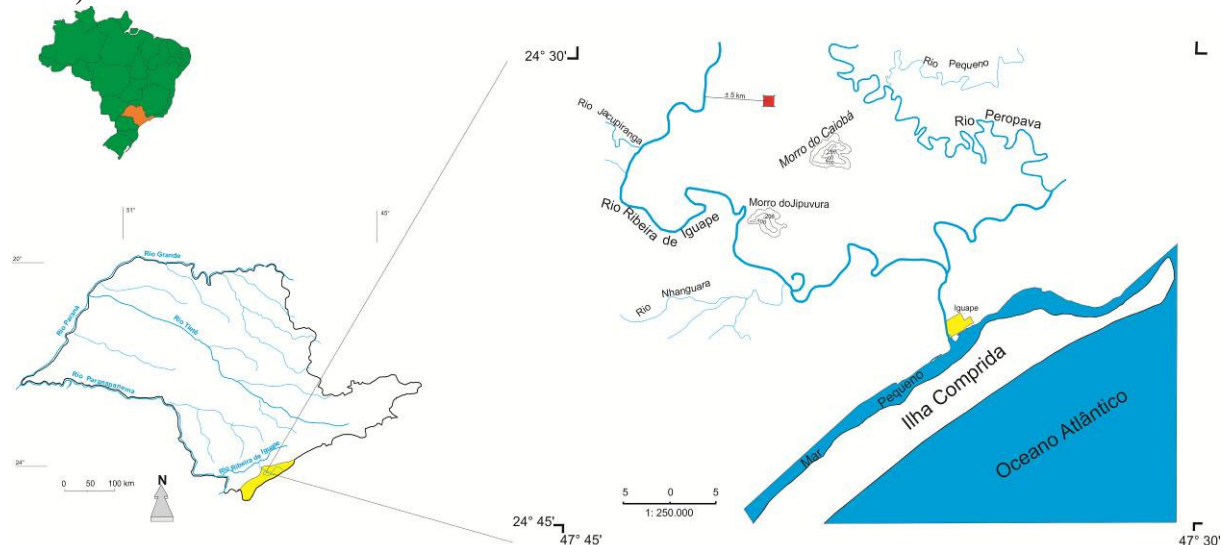 51°
45°
20°
24°
Rio Grande
Rio Paraná
Rio Tietê
Rio Paranapanema
Rio Ribeira de Iguape
0 50 100 km
N
24° 30'
24° 45'
47° 45'
47° 30'
Rio Pequeno
± 5 km
Rio Jacupiranga
Rio Peropava
Morro do Caiobá
Morro do Jipuvura
200
100
Rio Ribeira de Iguape
Rio Nhanguara
Iguape
Mar Pequeno
Ilha Comprida
Oceano Atlântico
5 0 5
1: 250.000